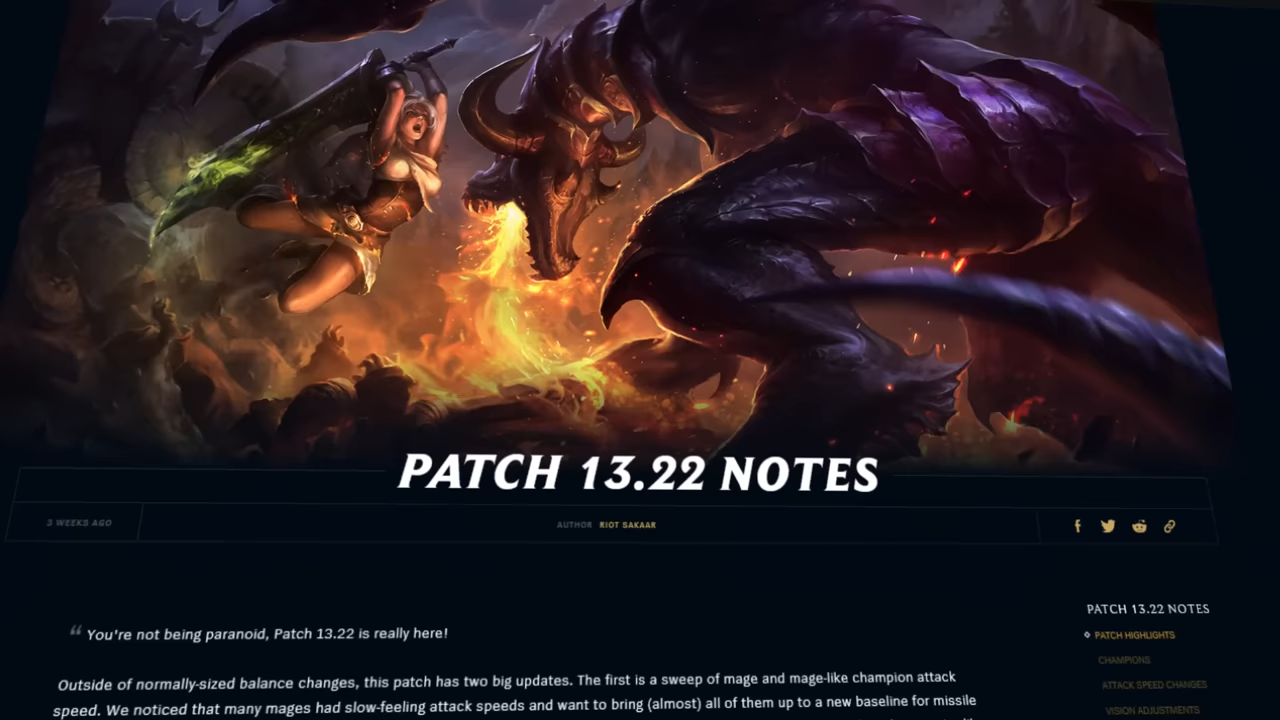 PATCH 13.22 NOTES
3 WEEKS AGO
AUTHOR RIOT SAKAAR
“ You're not being paranoid, Patch 13.22 is really here!
Outside of normally-sized balance changes, this patch has two big updates. The first is a sweep of mage and mage-like champion attack
speed. We noticed that many mages had slow-feeling attack speeds and want to bring (almost) all of them up to a new baseline for missile
PATCH 13.22 NOTES
PATCH HIGHLIGHTS
CHAMPIONS
ATTACK SPEED CHANGES
VISION ADJUSTMENTS